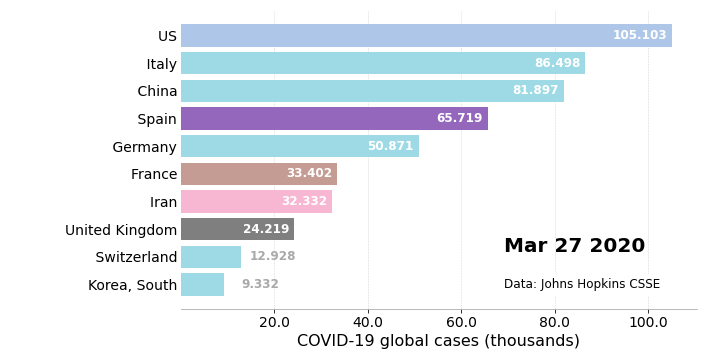 US 105.103
Italy 86.498
China 81.897
Spain 65.719
Germany 50.871
France 33.402
Iran 32.332
United Kingdom 24.219
Switzerland 12.928
Korea, South 9.332
Mar 27 2020
Data: Johns Hopkins CSSE
20.0 40.0 60.0 80.0 100.0
COVID-19 global cases (thousands)